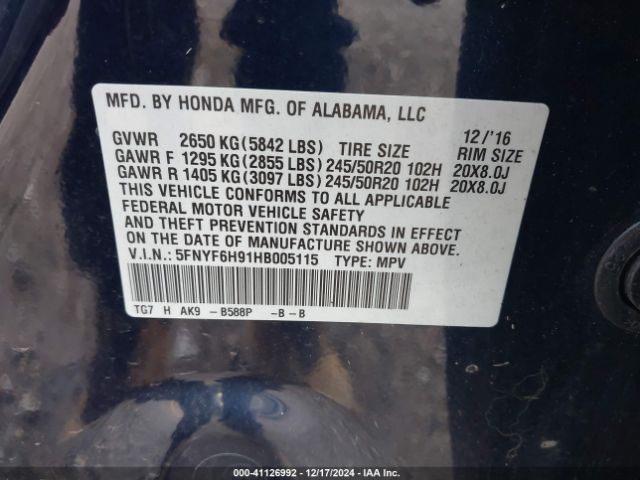 MFD. BY HONDA MFG. OF ALABAMA, LLC
GVWR 2650 KG(5842 LBS) TIRE SIZE 12/'16 RIM SIZE
GAWR F 1295 KG(2855 LBS)245/50R20 102H 20X8.0J
GAWR R 1405 KG(3097 LBS)245/50R20 102H 20X8.0J
THIS VEHICLE CONFORMS TO ALL APPLICABLE
FEDERAL MOTOR VEHICLE SAFETY
AND THEFT PREVENTION STANDARDS IN EFFECT
ON THE DATE OF MANUFACTURE SHOWN ABOVE.
V.I.N.: 5FNYF6H91HB005115 TYPE: MPV
TG7 H AK9 -B588P -B-B
000-41126992 - 12/17/2024 - IAAI.COM